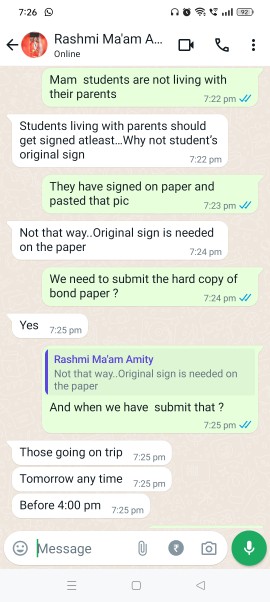 7:26
92
Rashmi Ma'am A...
Online
Mam students are not living with
their parents
7:22 pm
Students living with parents should
get signed atleast...Why not student's
original sign
7:22 pm
They have signed on paper and
pasted that pic
7:23 pm
Not that way..Original sign is needed
on the paper
7:24 pm
We need to submit the hard copy of
bond paper ?
7:24 pm
Yes
7:25 pm
Rashmi Ma'am Amity
Not that way..Original sign is needed on
the paper
And when we have submit that ?
7:25 pm
Those going on trip
7:25 pm
Tomorrow any time
7:25 pm
Before 4:00 pm
7:25 pm
Message